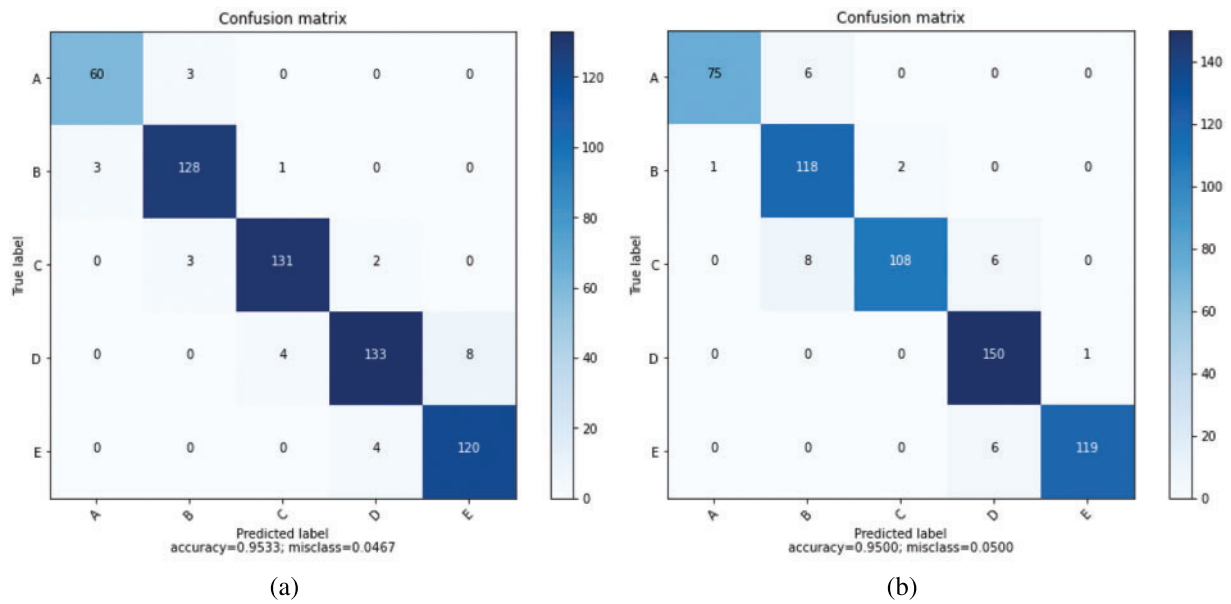 Confusion matrix
A 60 3 0 0 0
B 3 128 1 0 0
C 0 3 131 2 0
D 0 0 4 133 8
E 0 0 0 4 120
True label
A B C D E
Predicted label
accuracy=0.9533; misclass=0.0467
120
100
80
60
40
20
0
(a)
Confusion matrix
A 75 6 0 0 0
B 1 118 2 0 0
C 0 8 108 6 0
D 0 0 0 150 1
E 0 0 0 6 119
True label
A B C D E
Predicted label
accuracy=0.9500; misclass=0.0500
140
120
100
80
60
40
20
0
(b)